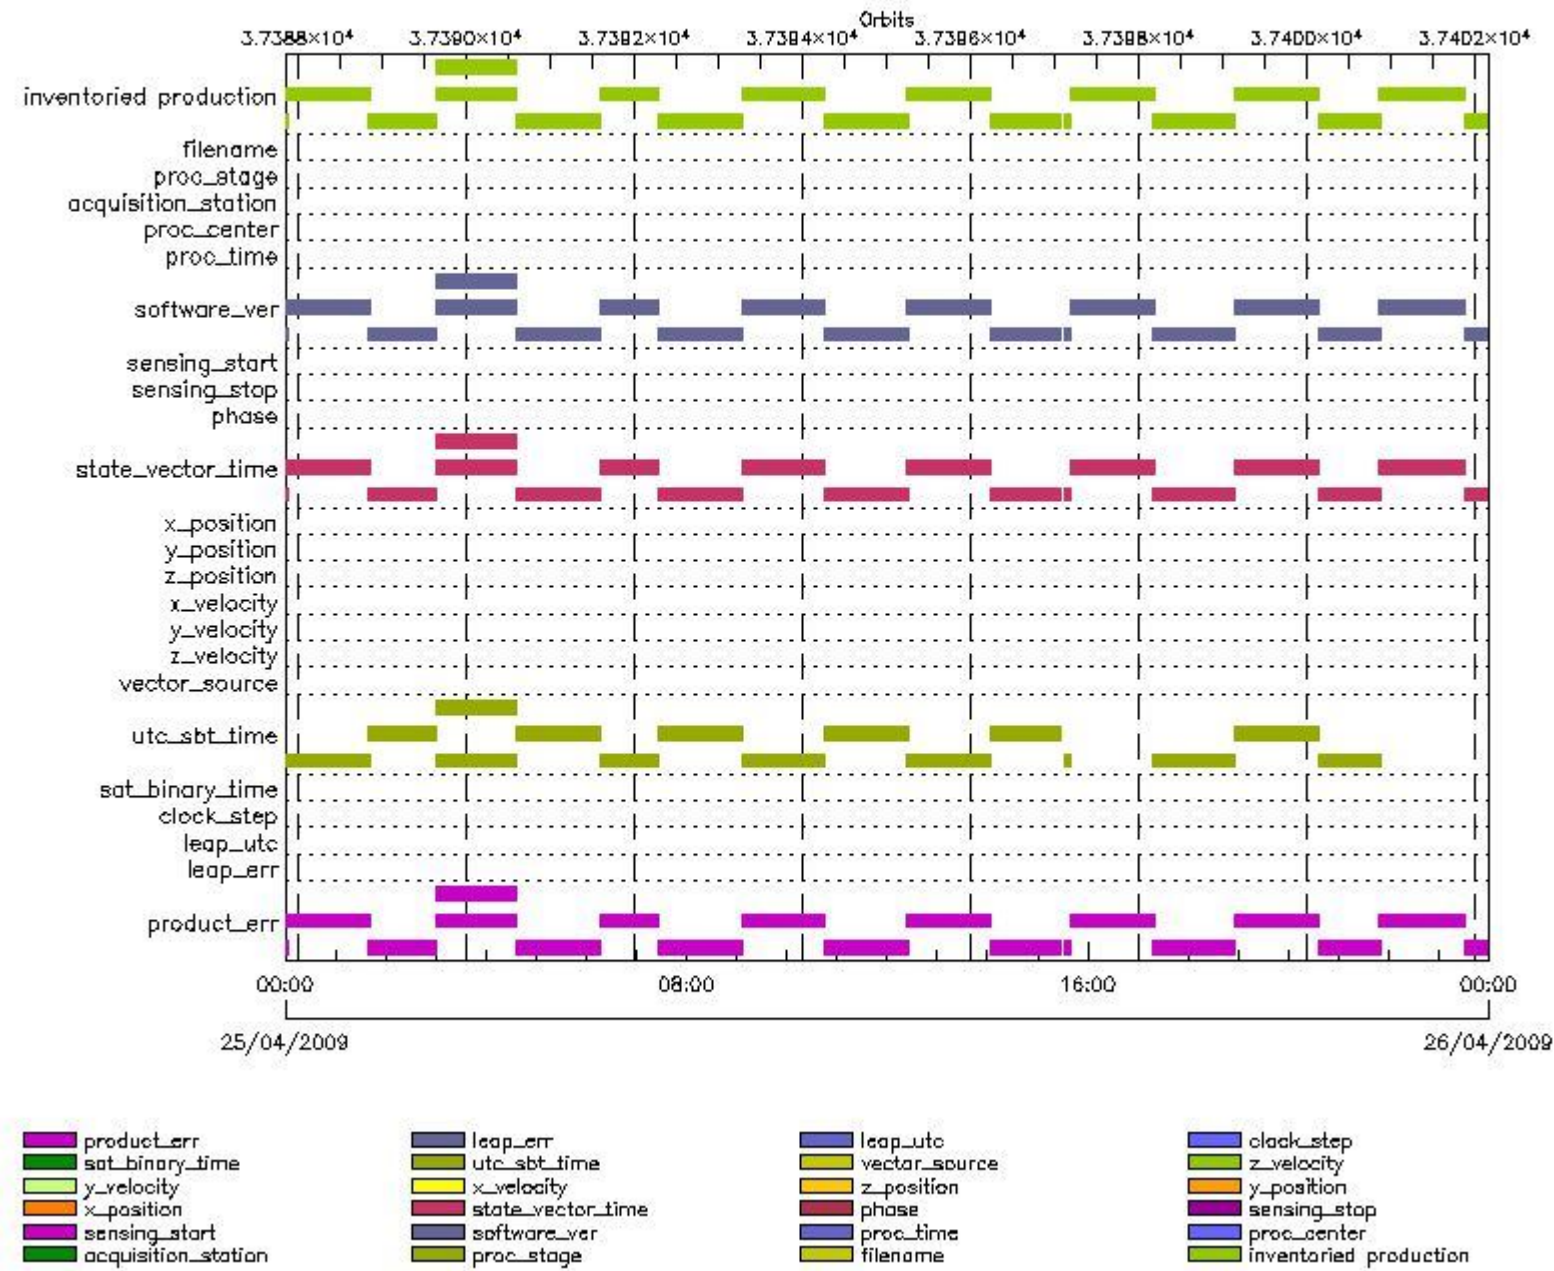 Orbits
3.7388×10⁴ 3.7390×10⁴ 3.7392×10⁴ 3.7394×10⁴ 3.7396×10⁴ 3.7398×10⁴ 3.7400×10⁴ 3.7402×10⁴
inventoried production
filename
proc_stage
acquisition_station
proc_center
proc_time
software_ver
sensing_start
sensing_stop
phase
state_vector_time
x_position
y_position
z_position
x_velocity
y_velocity
z_velocity
vector_source
utc_sbt_time
sat_binary_time
clock_step
leap_utc
leap_err
product_err
00:00 08:00 16:00 00:00
25/04/2009 26/04/2009
product_err leap_err leap_utc clock_step
sat_binary_time utc_sbt_time vector_source z_velocity
y_velocity x_velocity z_position y_position
x_position state_vector_time phase sensing_stop
sensing_start software_ver proc_time proc_center
acquisition_station proc_stage filename inventoried production